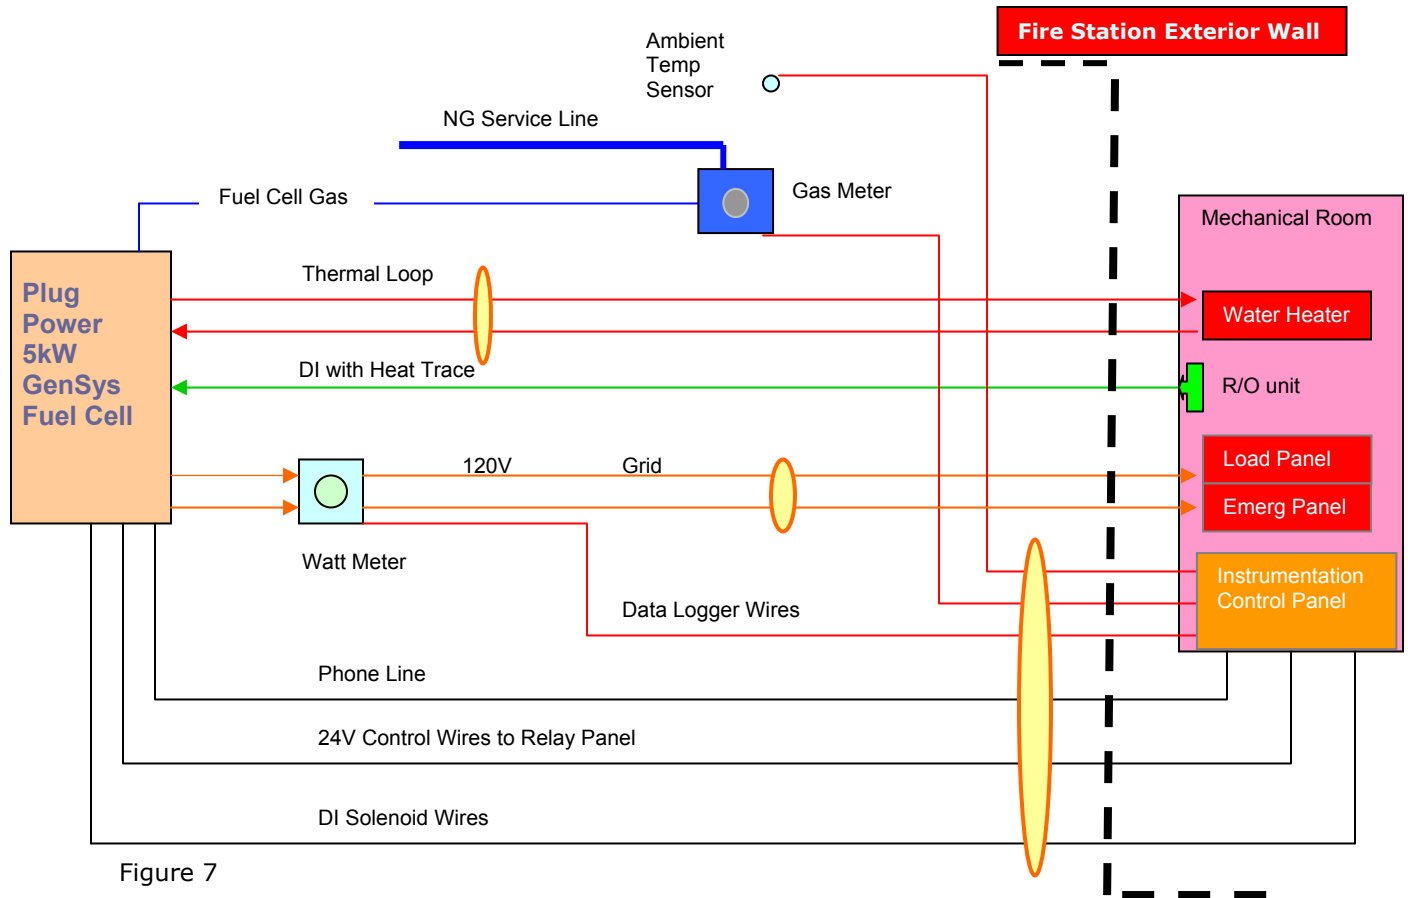 Fire Station Exterior Wall
Ambient
Temp
Sensor
NG Service Line
Gas Meter
Fuel Cell Gas
Mechanical Room
Thermal Loop
Plug
Power
5kW
GenSys
Fuel Cell
Water Heater
DI with Heat Trace
R/O unit
120V Grid
Load Panel
Emerg Panel
Watt Meter
Instrumentation
Control Panel
Data Logger Wires
Phone Line
24V Control Wires to Relay Panel
DI Solenoid Wires
Figure 7